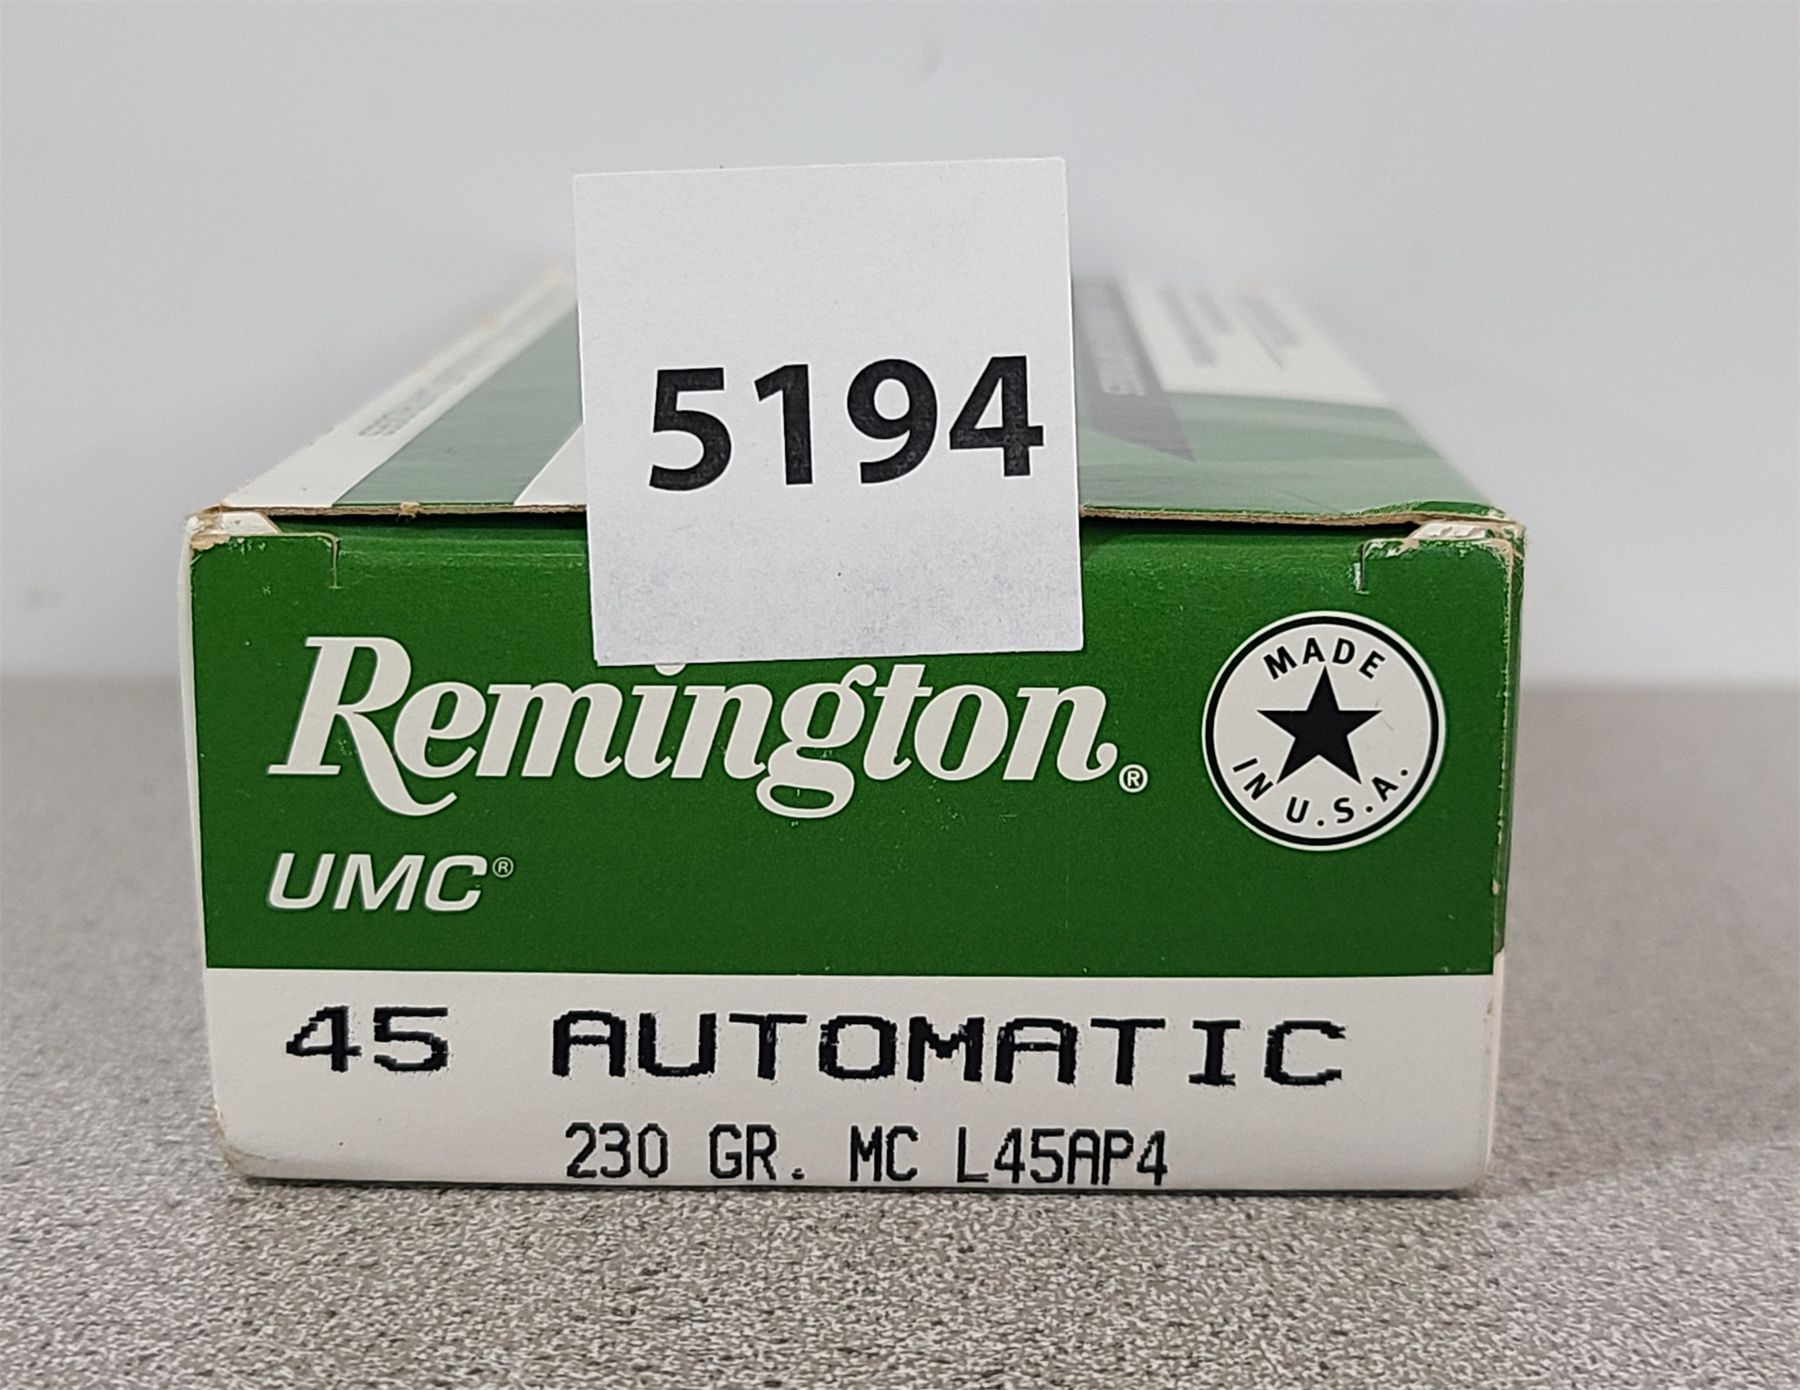 5194
Remington®
MADE
IN U.S.A.
UMC®
45 AUTOMATIC
230 GR. MC L45AP4